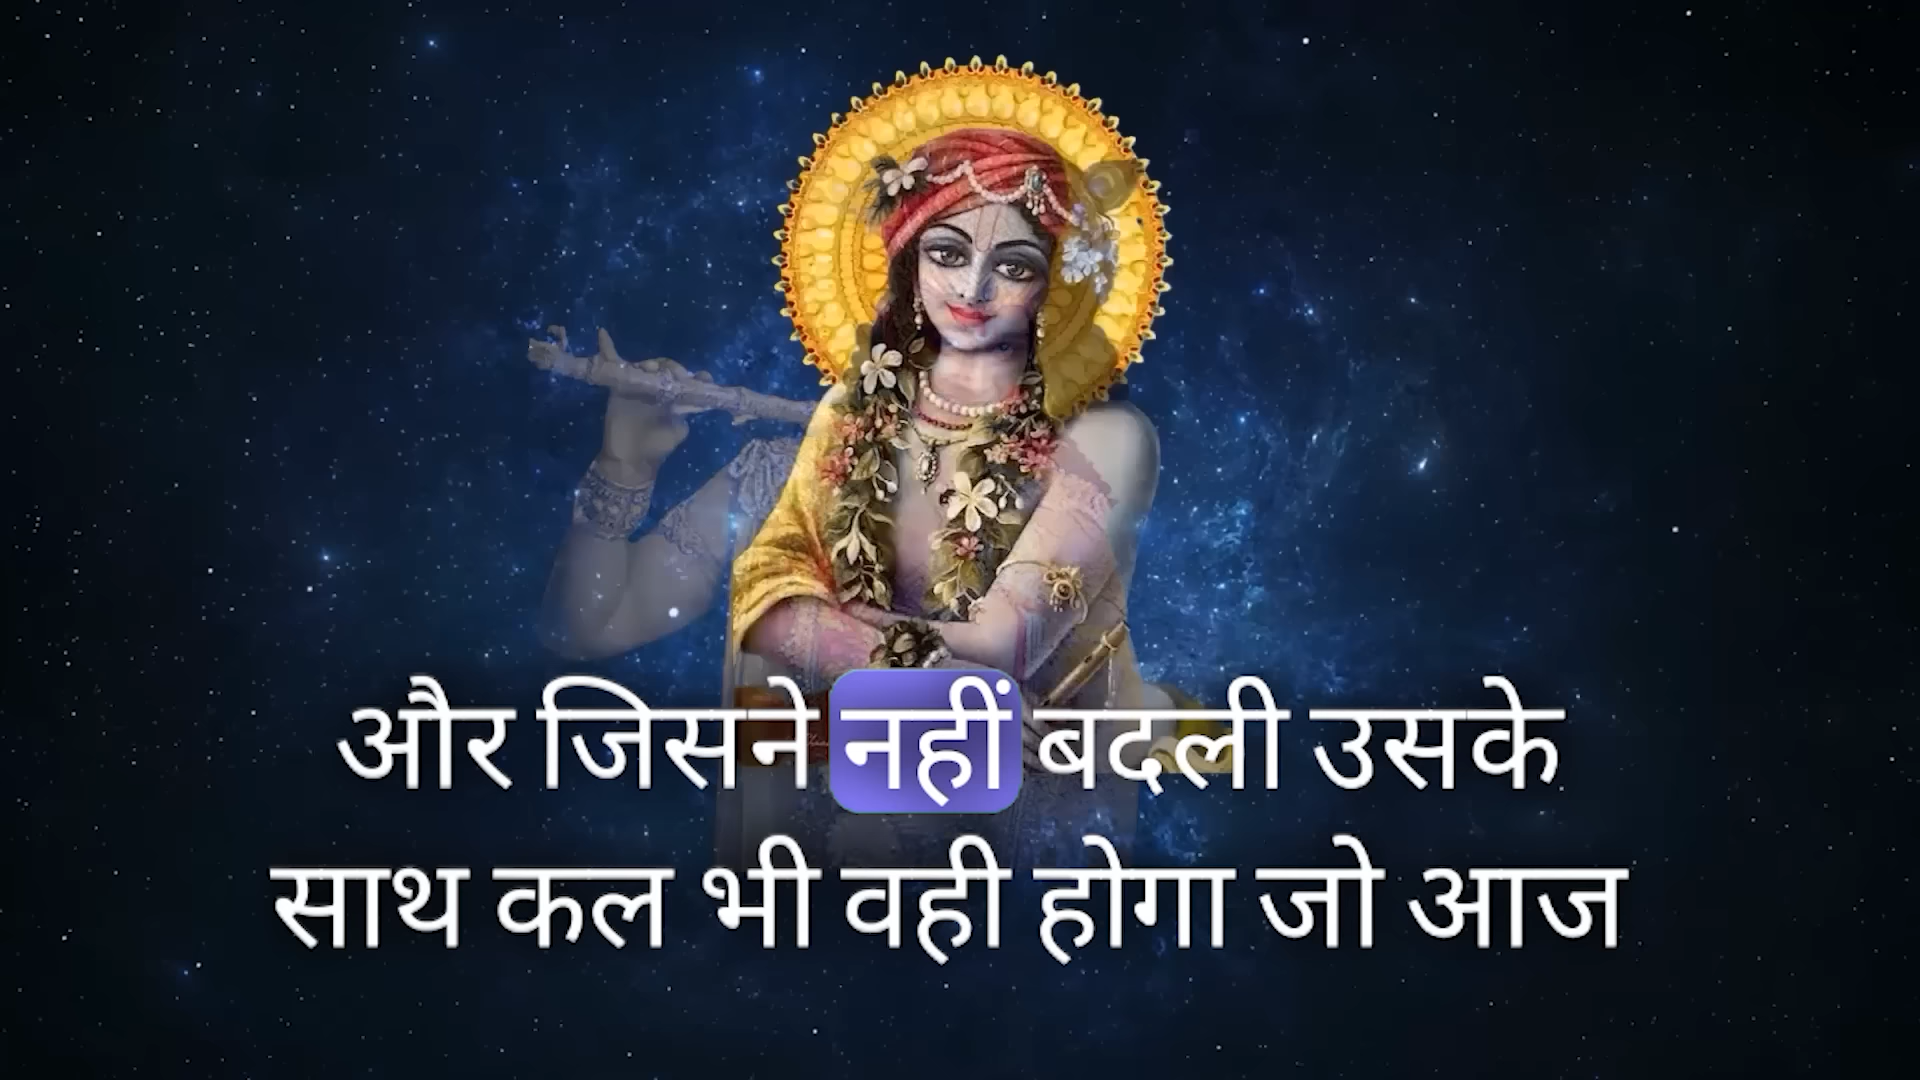 और जिसने नहीं बदली उसके
साथ कल भी वही होगा जो आज